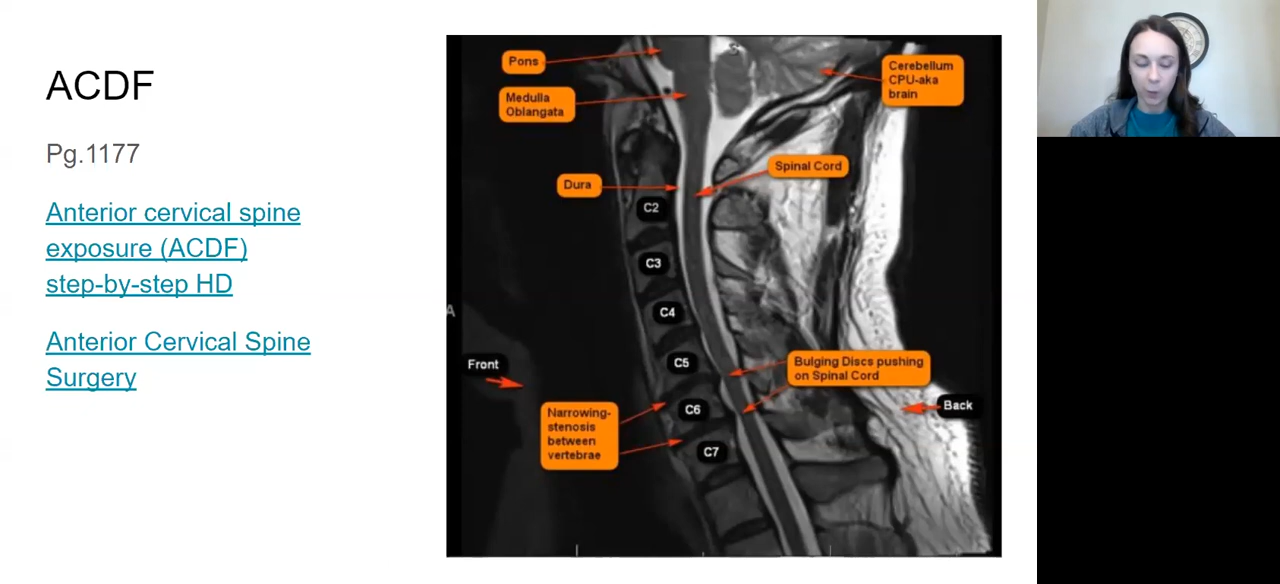 ACDF
Pg.1177
Anterior cervical spine
exposure (ACDF)
step-by-step HD
Anterior Cervical Spine
Surgery
Pons
Medulla
Oblangata
Dura
C2
C3
C4
C5
C6
C7
A
Front
Narrowing-
stenosis
between
vertebrae
Cerebellum
CPU-aka
brain
Spinal Cord
Bulging Discs pushing
on Spinal Cord
Back